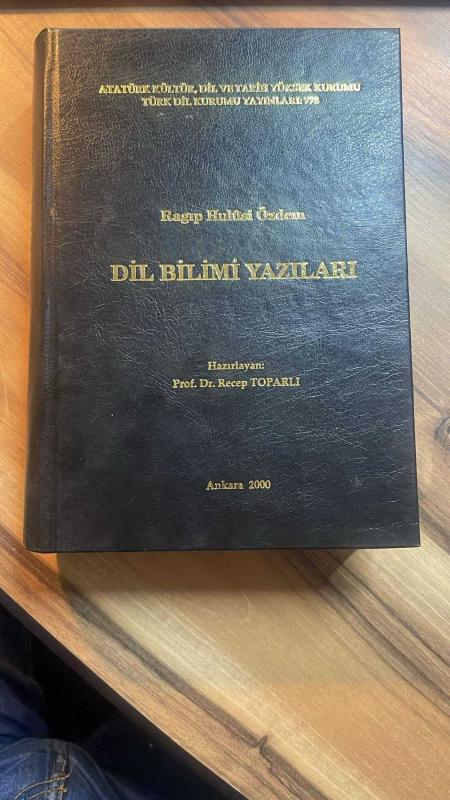 ATATÜRK KÜLTÜR, DİL VE TARİH YÜKSEK KURUMU
TÜRK DİL KURUMU YAYINLARI: 778
Ragıp Hulûsi Özdem
DİL BİLİMİ YAZILARI
Hazırlayan:
Prof. Dr. Recep TOPARLI
Ankara 2000